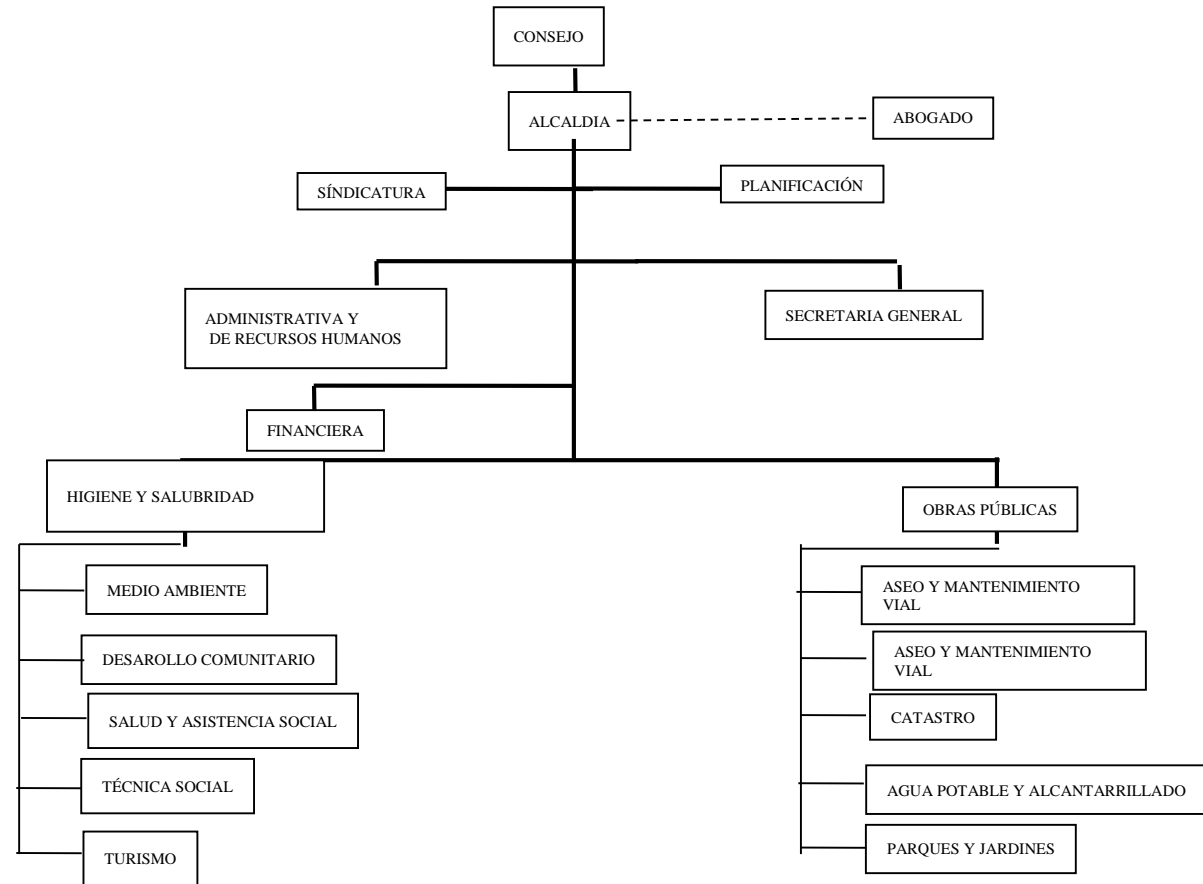 CONSEJO
ALCALDIA
ABOGADO
SÍNDICATURA
PLANIFICACIÓN
ADMINISTRATIVA Y
DE RECURSOS HUMANOS
SECRETARIA GENERAL
FINANCIERA
HIGIENE Y SALUBRIDAD
OBRAS PÚBLICAS
MEDIO AMBIENTE
DESAROLLO COMUNITARIO
SALUD Y ASISTENCIA SOCIAL
TÉCNICA SOCIAL
TURISMO
ASEO Y MANTENIMIENTO
VIAL
ASEO Y MANTENIMIENTO
VIAL
CATASTRO
AGUA POTABLE Y ALCANTARRILLADO
PARQUES Y JARDINES